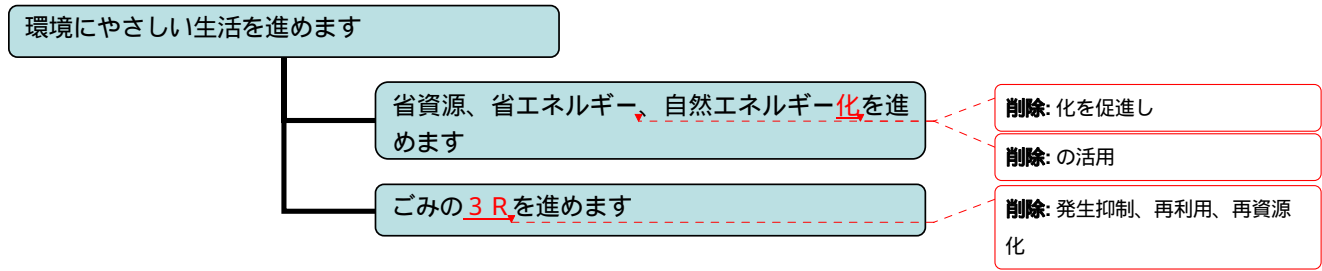 環境にやさしい生活を進めます
省資源、省エネルギー、自然エネルギー化を進
めます
削除: 化を促進し
削除: の活用
ごみの３Ｒを進めます
削除: 発生抑制、再利用、再資源
化